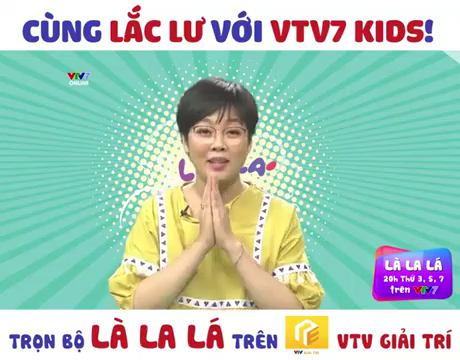 CÙNG LẮC LƯ VỚI VTV7 KIDS!
VTV7
ONLINE
LÀ LA LÁ
20h Thứ 3, 5, 7
trên VTV7
TRỌN BỘ LÀ LA LÁ TRÊN VTV GIẢI TRÍ